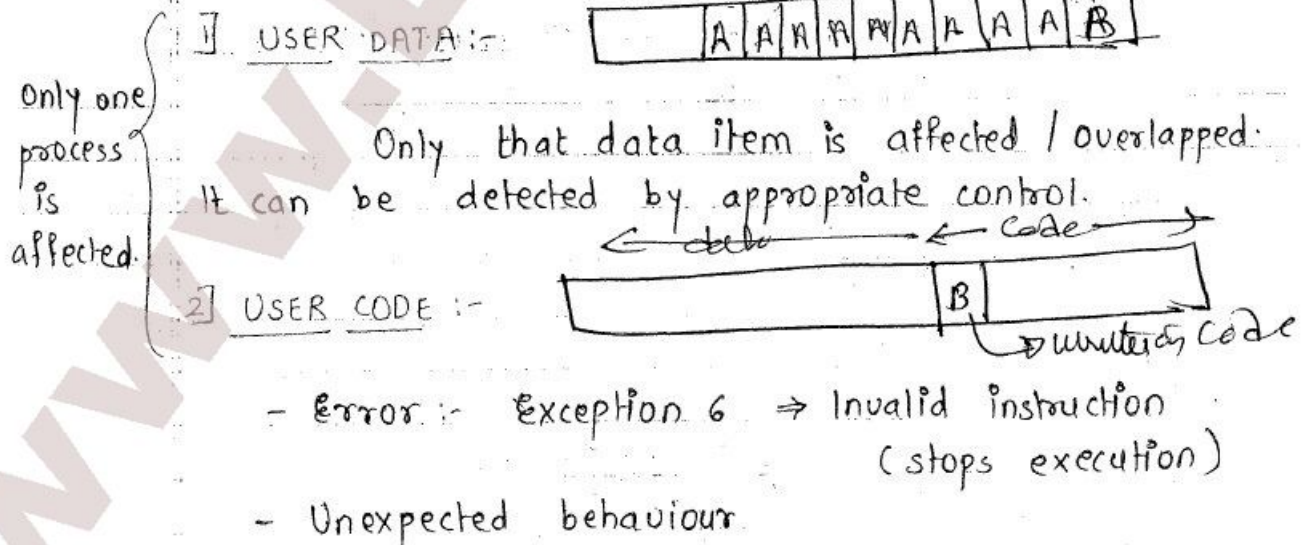 1] USER DATA :-
A A A A A A A A A B
Only one process is affected.
Only that data item is affected / overlapped.
It can be detected by appropriate control.
data Code
2] USER CODE :-
B
Code
- Error :- Exception 6 ⇒ Invalid instruction
(stops execution)
- Unexpected behaviour
www.